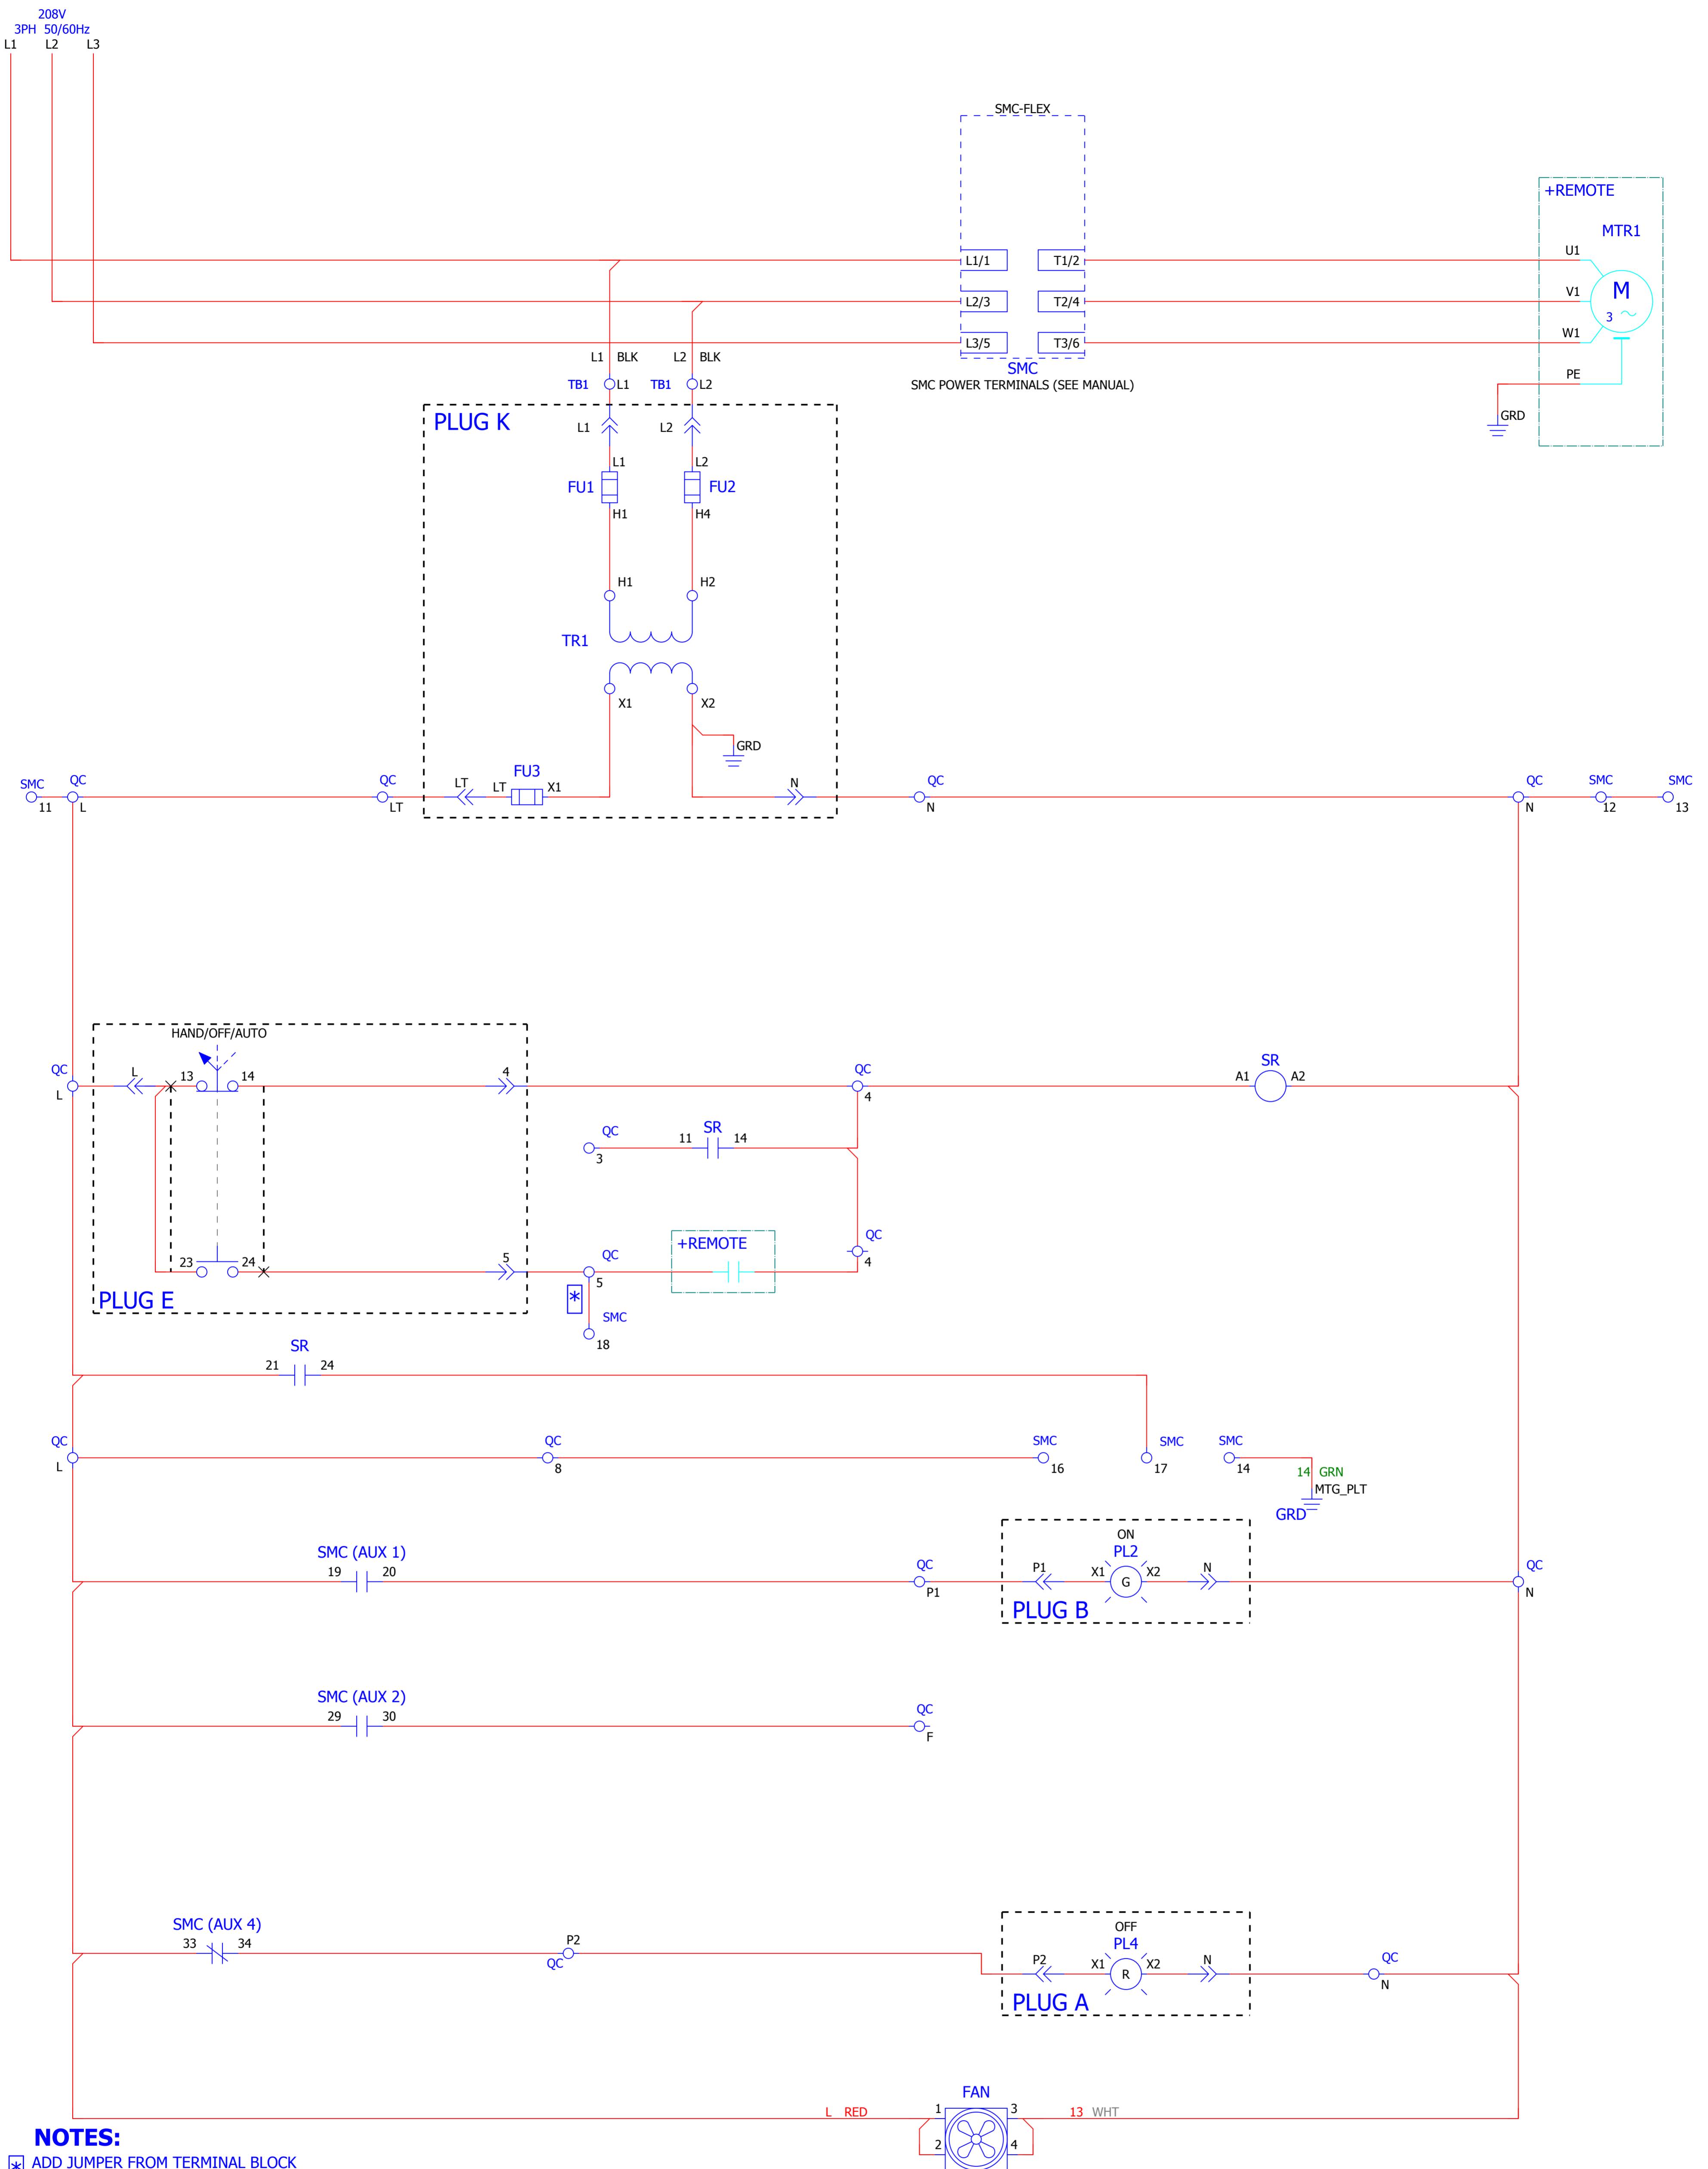 208V
3PH 50/60Hz
L1 L2 L3
SMC-FLEX
+REMOTE
MTR1
U1
L1/1 T1/2
V1
M
L2/3 T2/4
3
W1
L3/5 T3/6
L1 BLK L2 BLK
SMC
PE
TB1 L1 TB1 L2
SMC POWER TERMINALS (SEE MANUAL)
PLUG K
GRD
L1 L2
L1 L2
FU1 FU2
H1 H4
H1 H2
TR1
X1 X2
GRD
FU3
SMC QC QC LT LT X1 N QC QC SMC SMC
11 L LT N N 12 13
HAND/OFF/AUTO
QC L 13 14 4 QC SR
A1 A2
L 4
QC 11 SR 14
3
QC
+REMOTE
23 24 5 QC
4
5
PLUG E
*
SMC
18
SR
21 24
QC QC SMC SMC SMC
L 8 16 17 14
14 GRN
MTG_PLT
GRD
ON
SMC (AUX 1) PL2
19 20 QC P1 X1 G X2 N QC
P1 N
PLUG B
SMC (AUX 2)
29 30 QC
F
SMC (AUX 4)
33 34
P2
QC
OFF
PL4
P2 X1 R X2 N QC
N
PLUG A
FAN
L RED 1 3 13 WHT
2 4
NOTES:
* ADD JUMPER FROM TERMINAL BLOCK